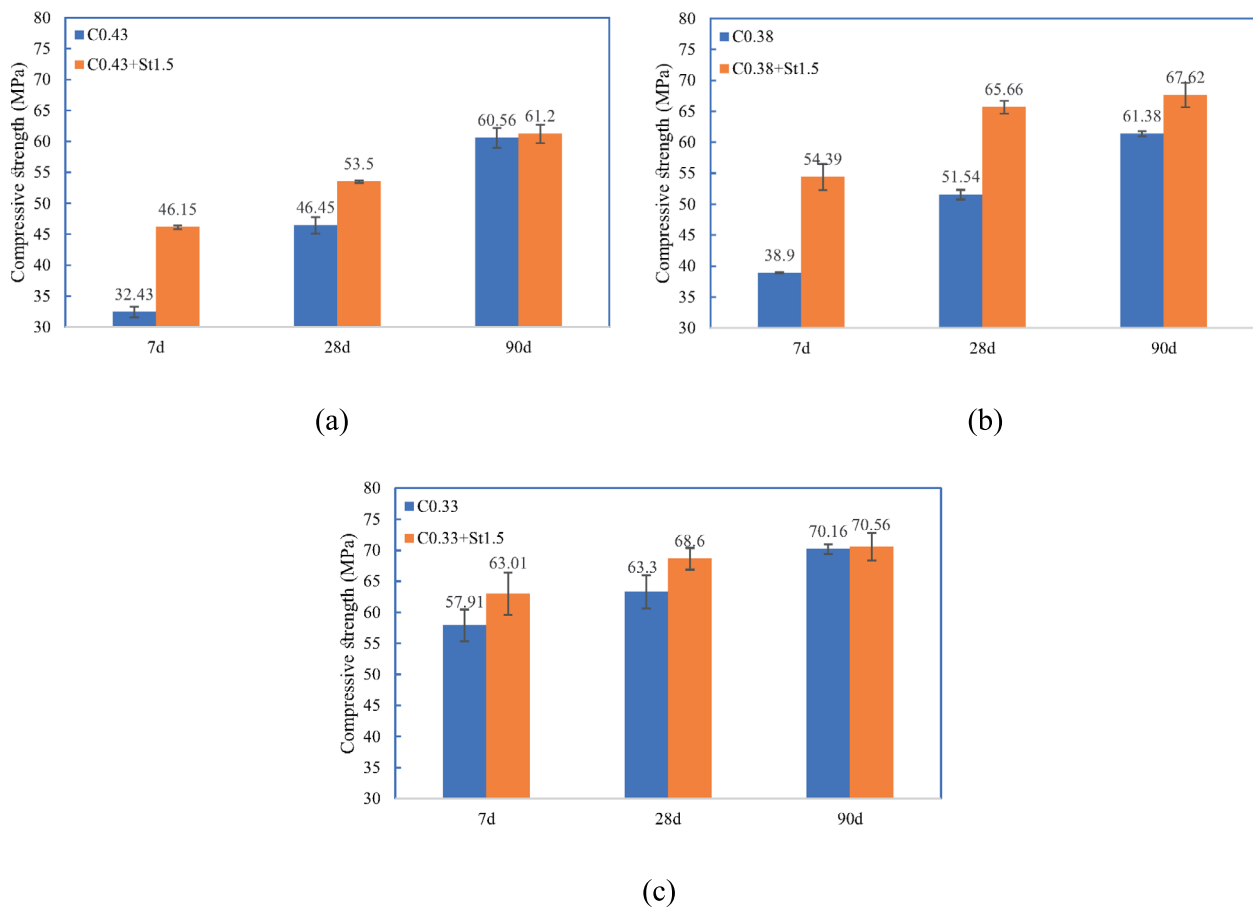 80
75
70
65
60
55
50
45
40
35
30
Compressive strength (MPa)
C0.43
C0.43+St1.5
32.43
46.15
46.45
53.5
60.56
61.2
7d
28d
90d
(a)
80
75
70
65
60
55
50
45
40
35
30
Compressive strength (MPa)
C0.38
C0.38+St1.5
38.9
54.39
51.54
65.66
61.38
67.62
7d
28d
90d
(b)
80
75
70
65
60
55
50
45
40
35
30
Compressive strength (MPa)
C0.33
C0.33+St1.5
57.91
63.01
63.3
68.6
70.16
70.56
7d
28d
90d
(c)